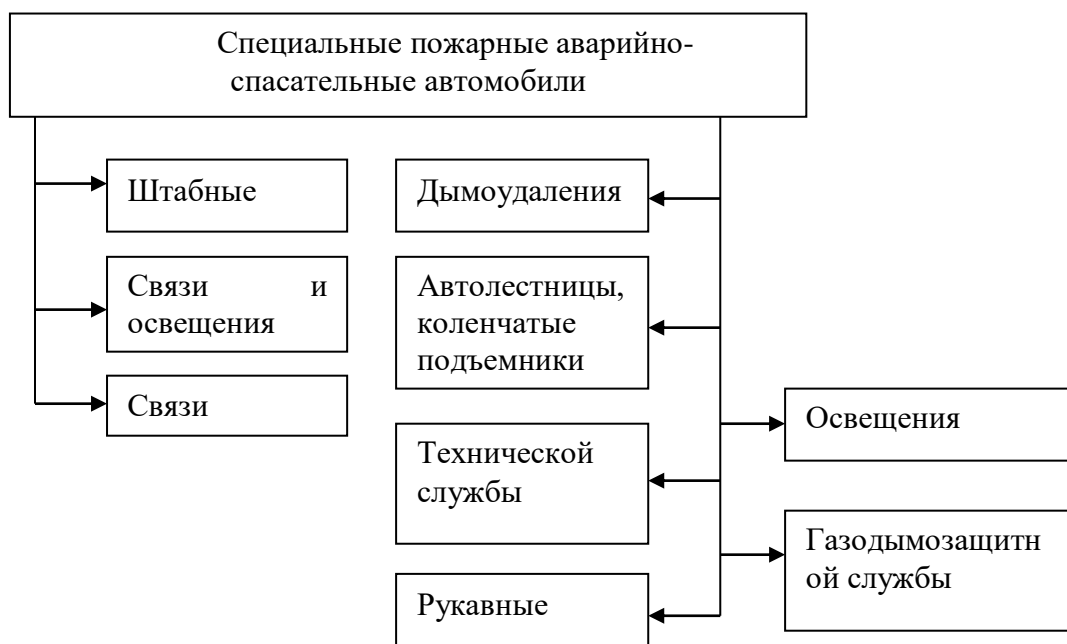 Специальные пожарные аварийно-
спасательные автомобили
Штабные
Связи и
освещения
Связи
Дымоудаления
Автолестницы,
коленчатые
подъемники
Технической
службы
Рукавные
Освещения
Газодымозащитн
ой службы